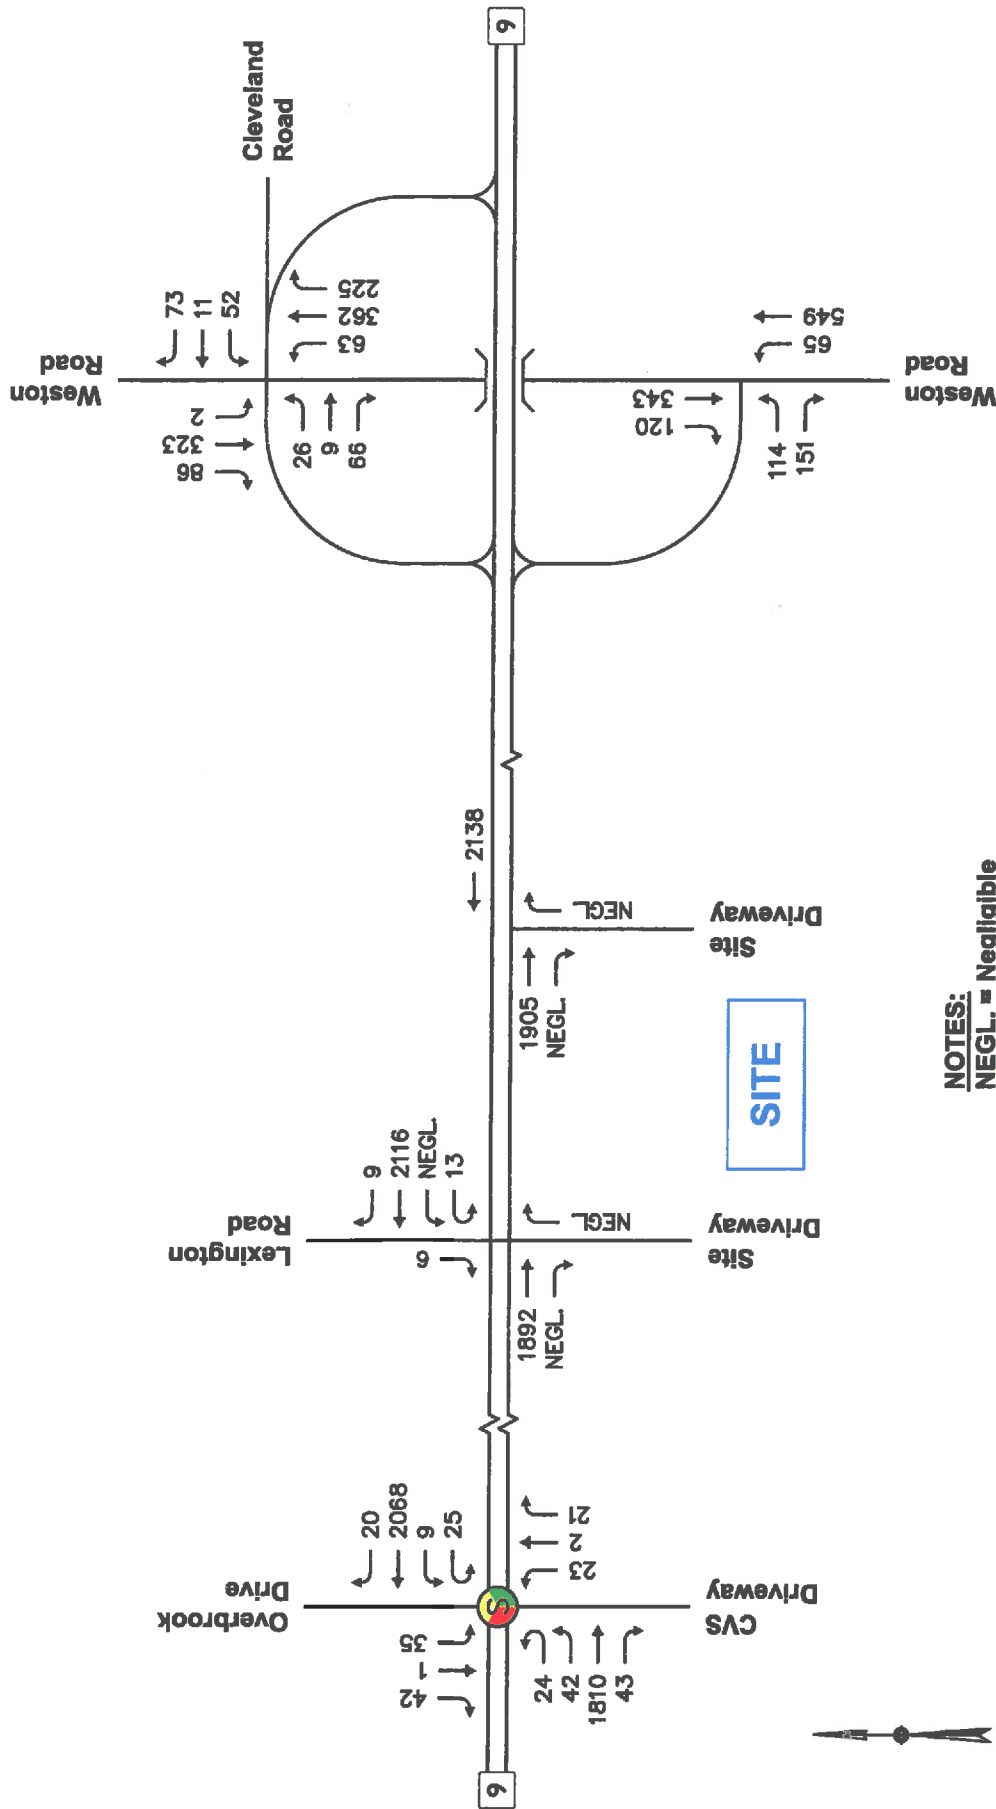 9
Cleveland
Road
Weston
Road
73
11
52
2
323
86
26
9
66
63
362
225
343
120
114
151
65
549
Weston
Road
2138
1905
NEGL.
NEGL.
Site
Driveway
Lexington
Road
9
2116
NEGL.
13
6
1892
NEGL.
NEGL.
Site
Driveway
SITE
Overbrook
Drive
20
2068
9
25
35
1
42
S
24
42
1810
43
23
2
21
CVS
Driveway
9
NOTES:
NEGL. = Negligible